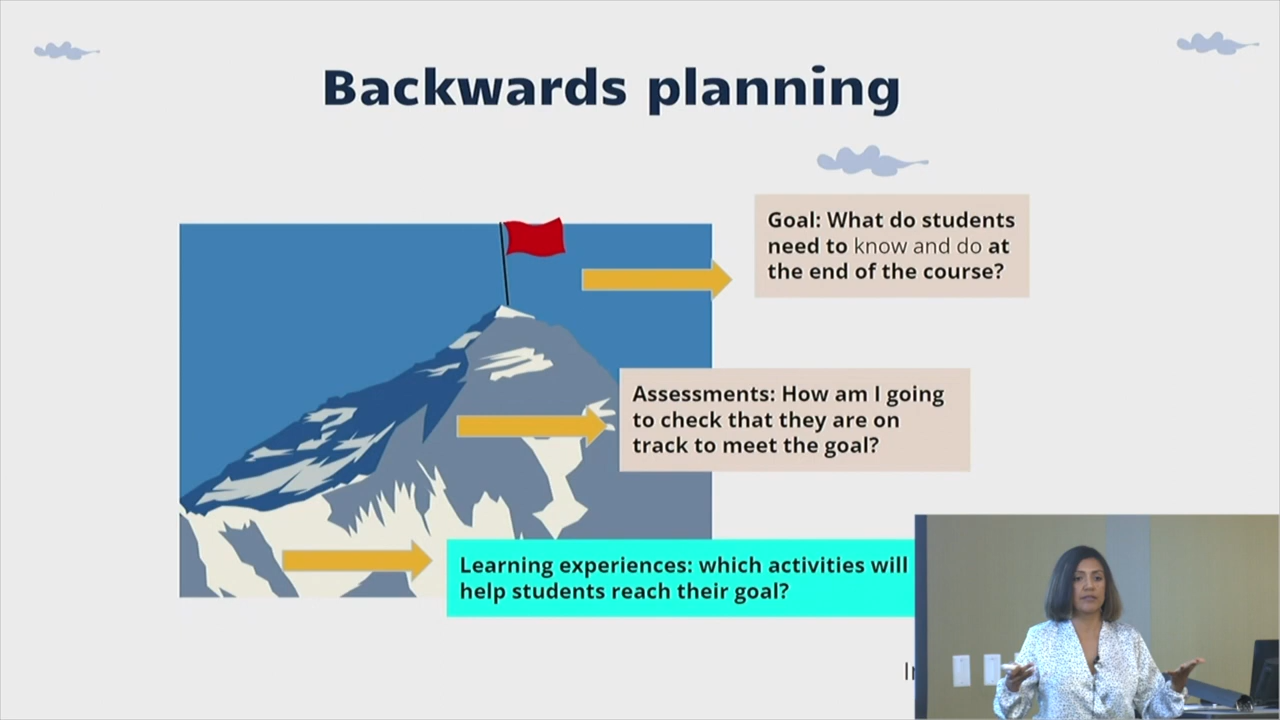 Backwards planning
Goal: What do students
need to know and do at
the end of the course?
Assessments: How am I going
to check that they are on
track to meet the goal?
Learning experiences: which activities will
help students reach their goal?